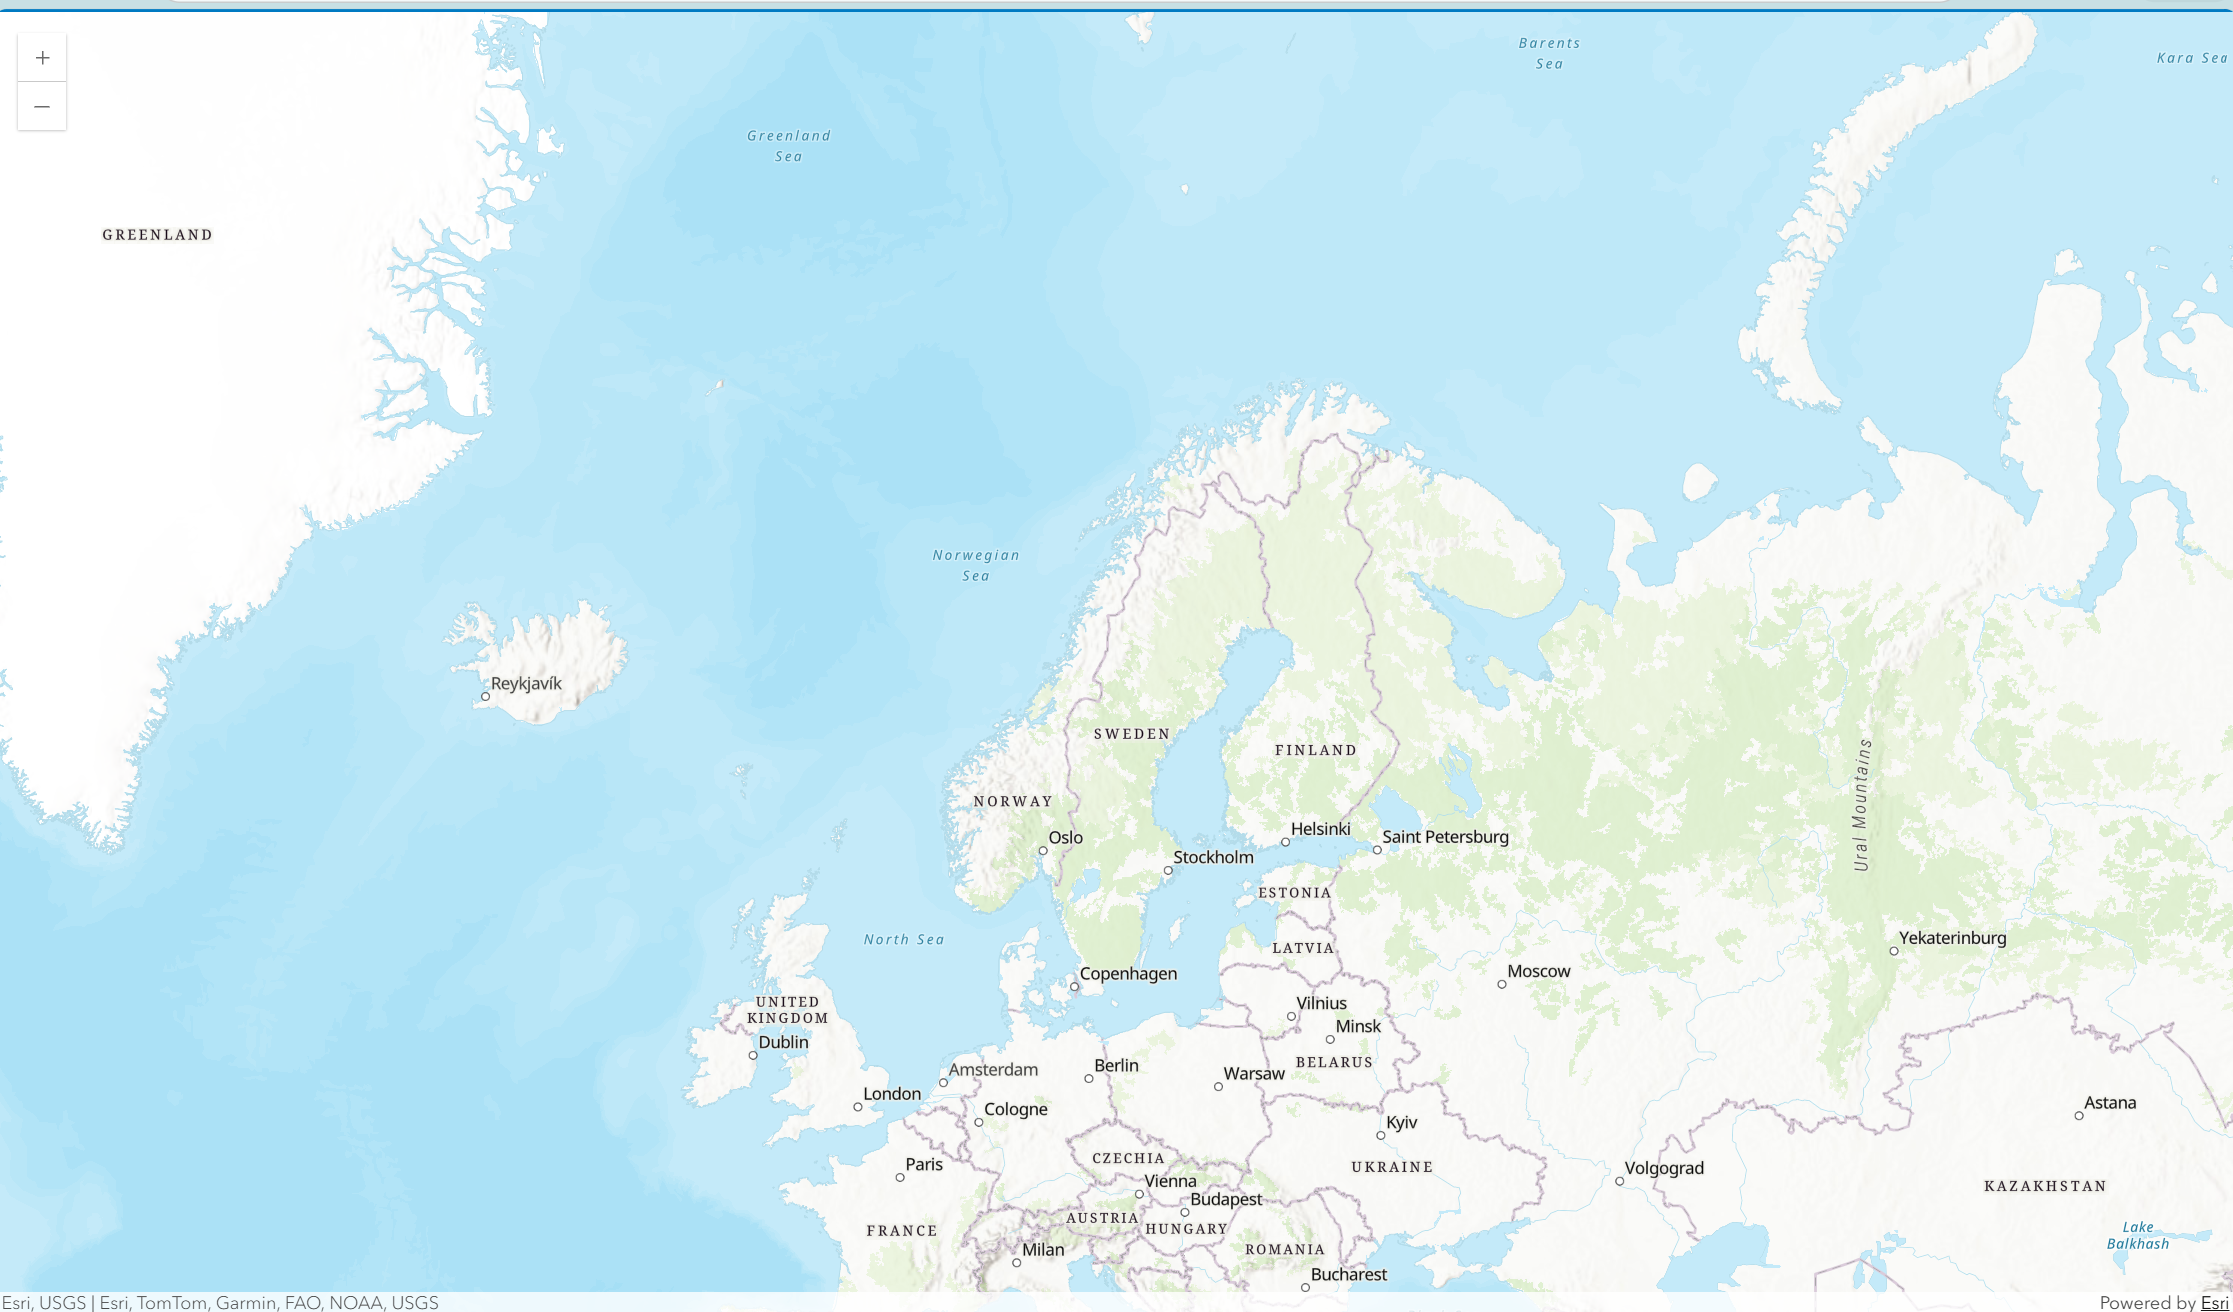 +
Barents
Sea
Kara Sea
−
Greenland
Sea
GREENLAND
Norwegian
Sea
Reykjavík
SWEDEN
FINLAND
Ural Mountains
NORWAY
Oslo
Helsinki
Saint Petersburg
Stockholm
ESTONIA
North Sea
LATVIA
Yekaterinburg
Copenhagen
Moscow
UNITED
KINGDOM
Vilnius
Minsk
Dublin
BELARUS
Amsterdam
Berlin
Warsaw
London
Cologne
Astana
Kyiv
CZECHIA
Paris
UKRAINE
Volgograd
Vienna
KAZAKHSTAN
Budapest
AUSTRIA
HUNGARY
FRANCE
Lake
Balkhash
Milan
ROMANIA
Bucharest
Esri, USGS | Esri, TomTom, Garmin, FAO, NOAA, USGS
Powered by Esri